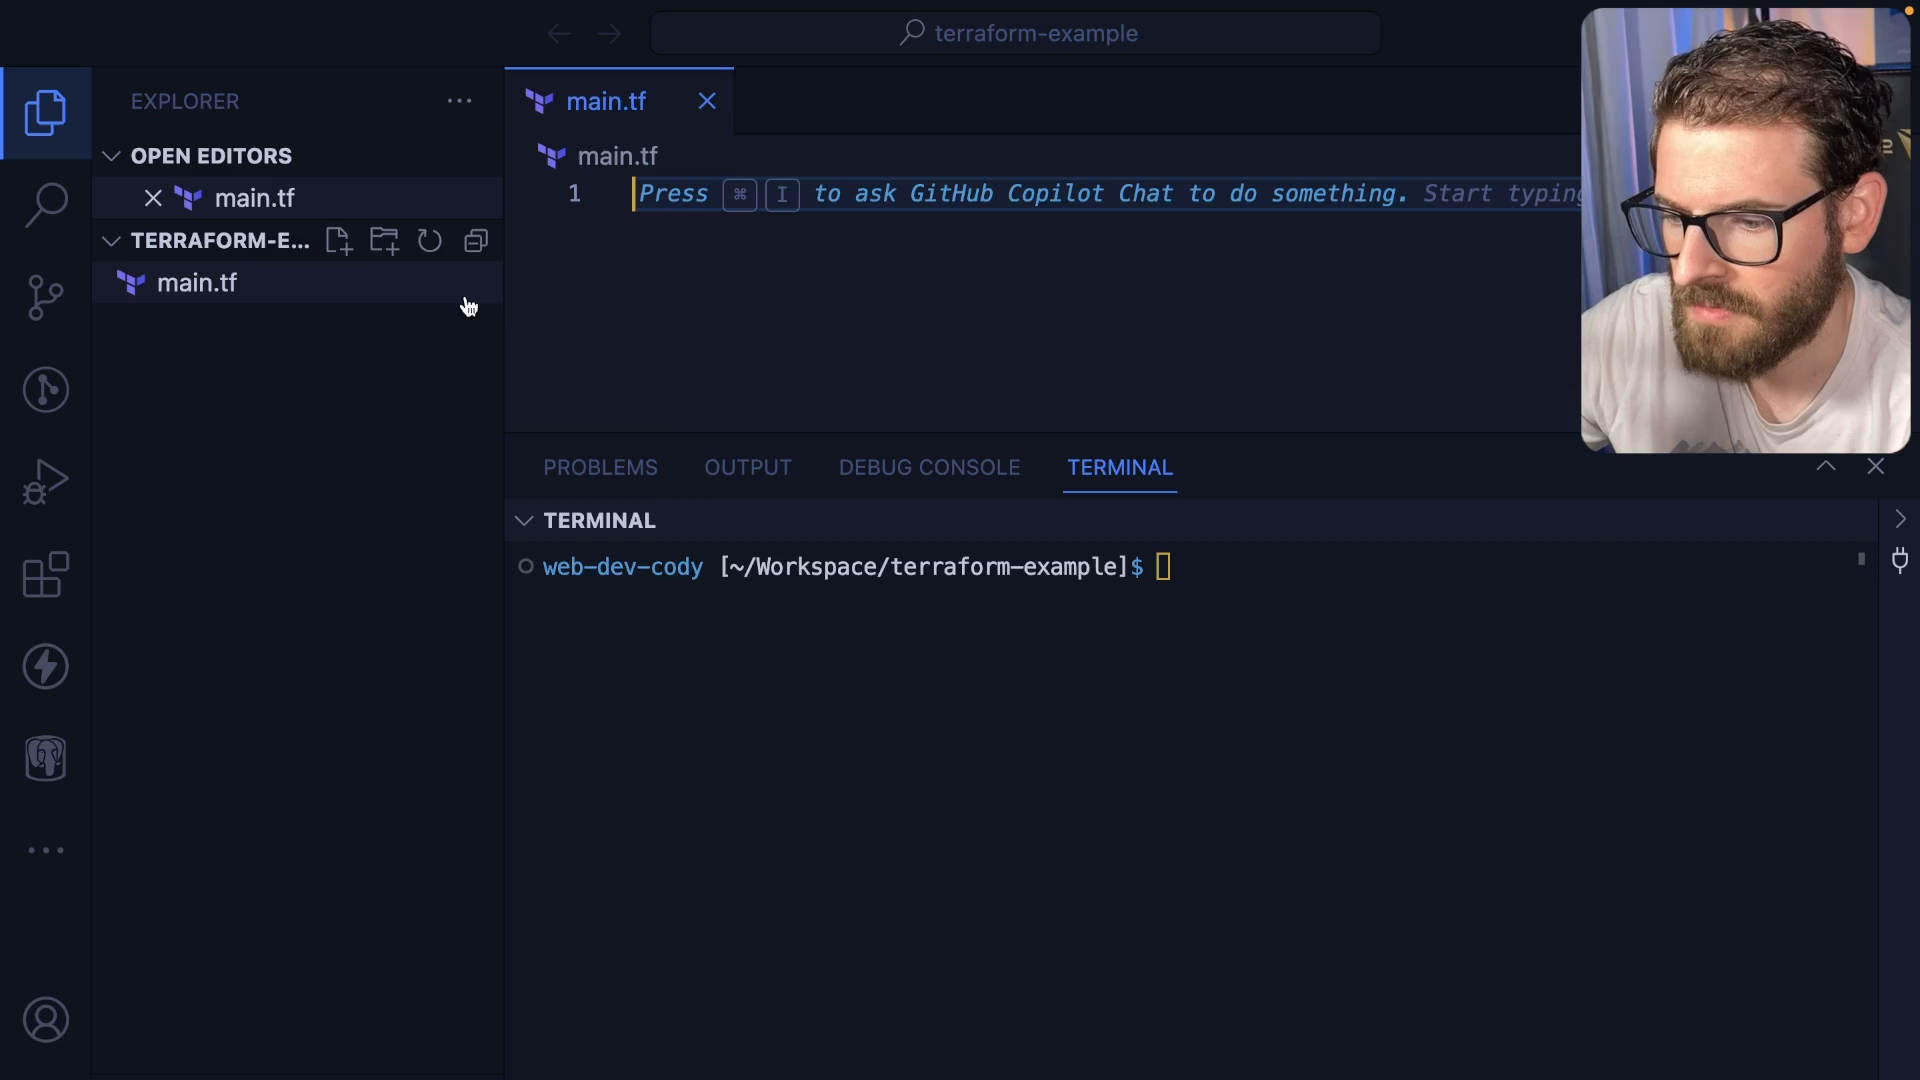 terraform-example
EXPLORER
OPEN EDITORS
main.tf
TERRAFORM-E...
main.tf
main.tf
main.tf
1
Press ⌘ I to ask GitHub Copilot Chat to do something. Start typing
PROBLEMS
OUTPUT
DEBUG CONSOLE
TERMINAL
TERMINAL
web-dev-cody [~/Workspace/terraform-example]$